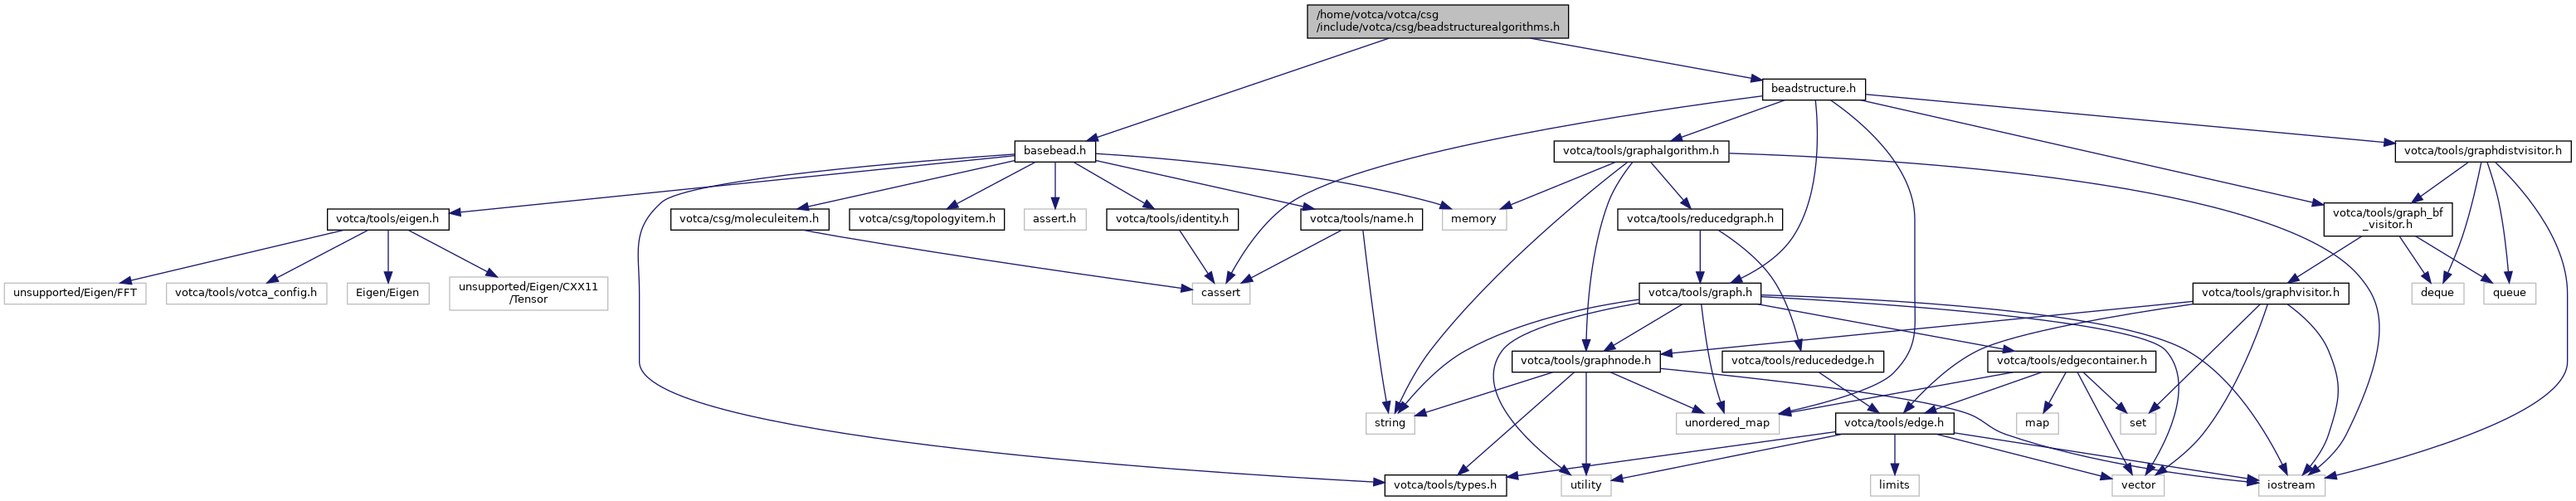 /home/votca/votca/csg
/include/votca/csg/beadstructurealgorithms.h
beadstructure.h
basebead.h
votca/tools/graphalgorithm.h
votca/tools/graphdistvisitor.h
votca/tools/eigen.h
votca/csg/moleculeitem.h
votca/csg/topologyitem.h
assert.h
votca/tools/identity.h
votca/tools/name.h
memory
votca/tools/reducedgraph.h
votca/tools/graph_bf
_visitor.h
unsupported/Eigen/FFT
votca/tools/votca_config.h
Eigen/Eigen
unsupported/Eigen/CXX11
/Tensor
cassert
votca/tools/graph.h
votca/tools/graphvisitor.h
deque
queue
votca/tools/graphnode.h
votca/tools/reducededge.h
votca/tools/edgecontainer.h
string
unordered_map
votca/tools/edge.h
map
set
votca/tools/types.h
utility
limits
vector
iostream